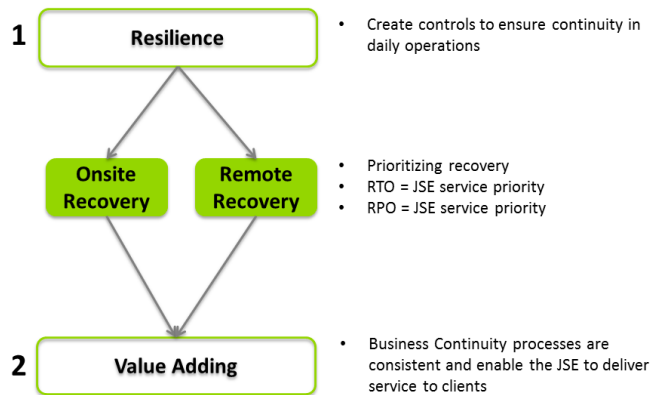 1
Resilience
• Create controls to ensure continuity in
daily operations
Onsite
Recovery
Remote
Recovery
• Prioritizing recovery
• RTO = JSE service priority
• RPO = JSE service priority
2
Value Adding
• Business Continuity processes are
consistent and enable the JSE to deliver
service to clients